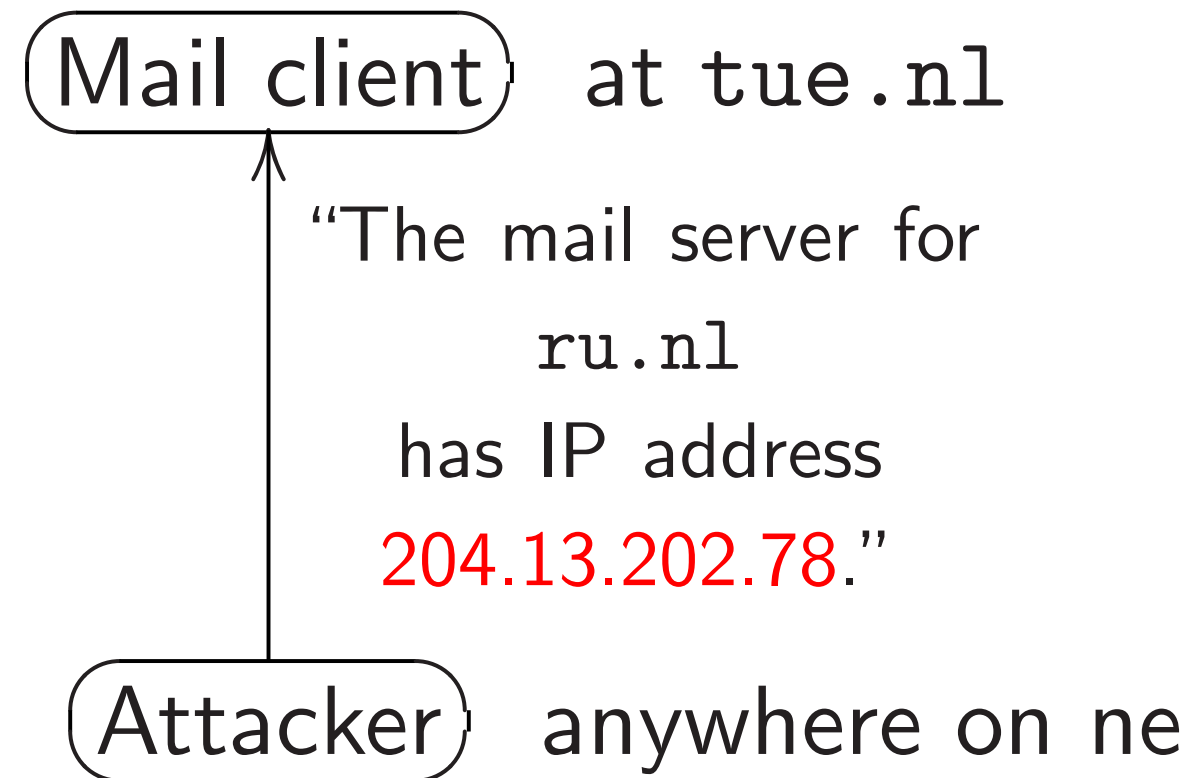 Mail client at tue.nl
“The mail server for
ru.nl
has IP address
204.13.202.78.”
Attacker anywhere on ne